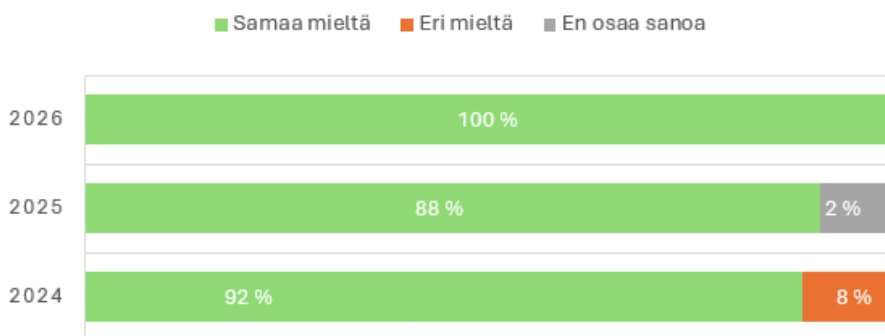 Samaa mieltä Eri mieltä En osaa sanoa
2026 100 %
2025 88 % 2 %
2024 92 % 8 %